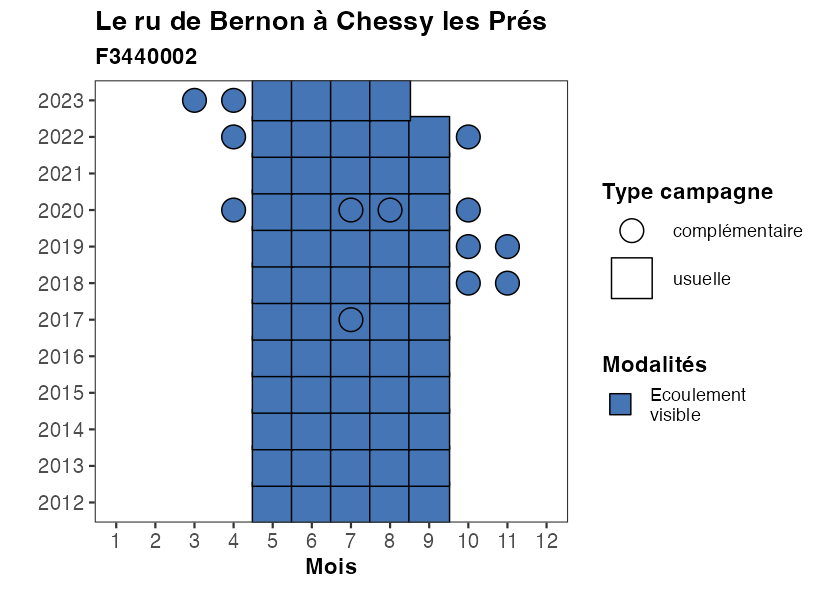 Le ru de Bernon à Chessy les Prés
F3440002
2023
2022
2021
2020
2019
2018
2017
2016
2015
2014
2013
2012
1 2 3 4 5 6 7 8 9 10 11 12
Mois
Type campagne
complémentaire
usuelle
Modalités
Ecoulement
visible